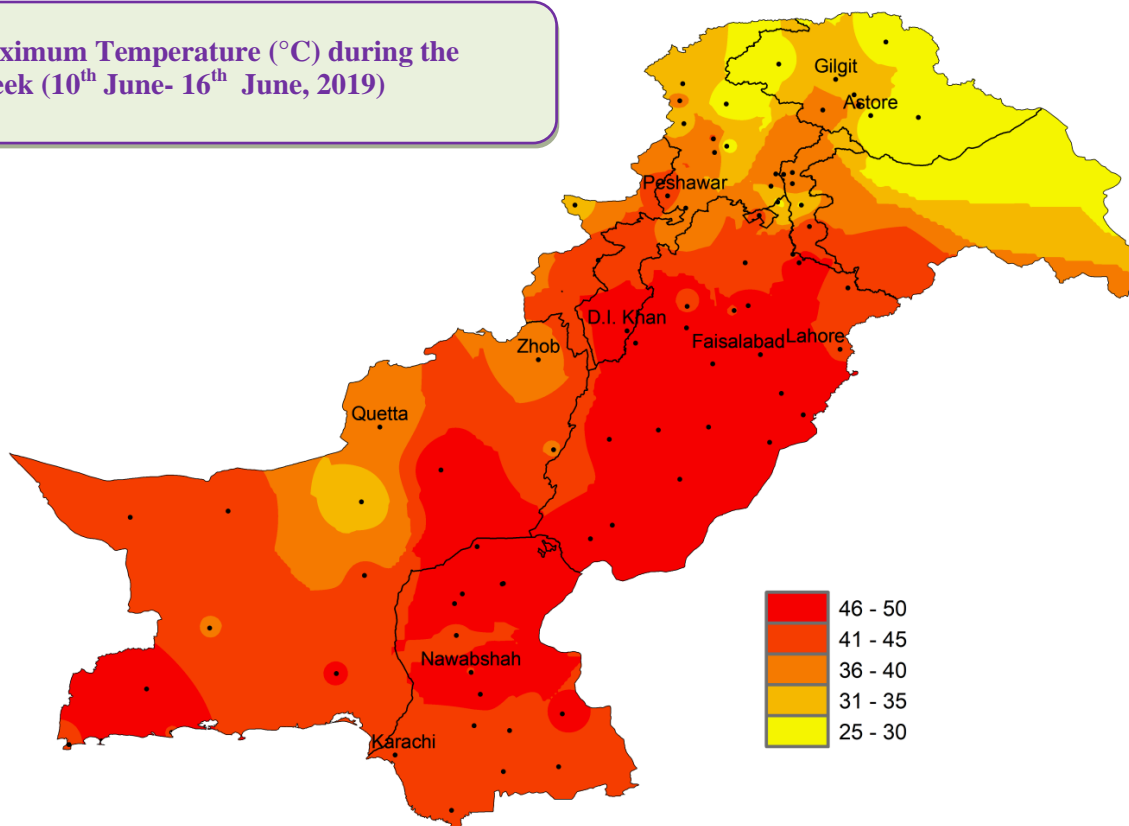 ximum Temperature (°C) during the
eek (10th June- 16th June, 2019)
Gilgit
Astore
Peshawar
D.I. Khan
Faisalabad
Lahore
Zhob
Quetta
Nawabshah
Karachi
46 - 50
41 - 45
36 - 40
31 - 35
25 - 30